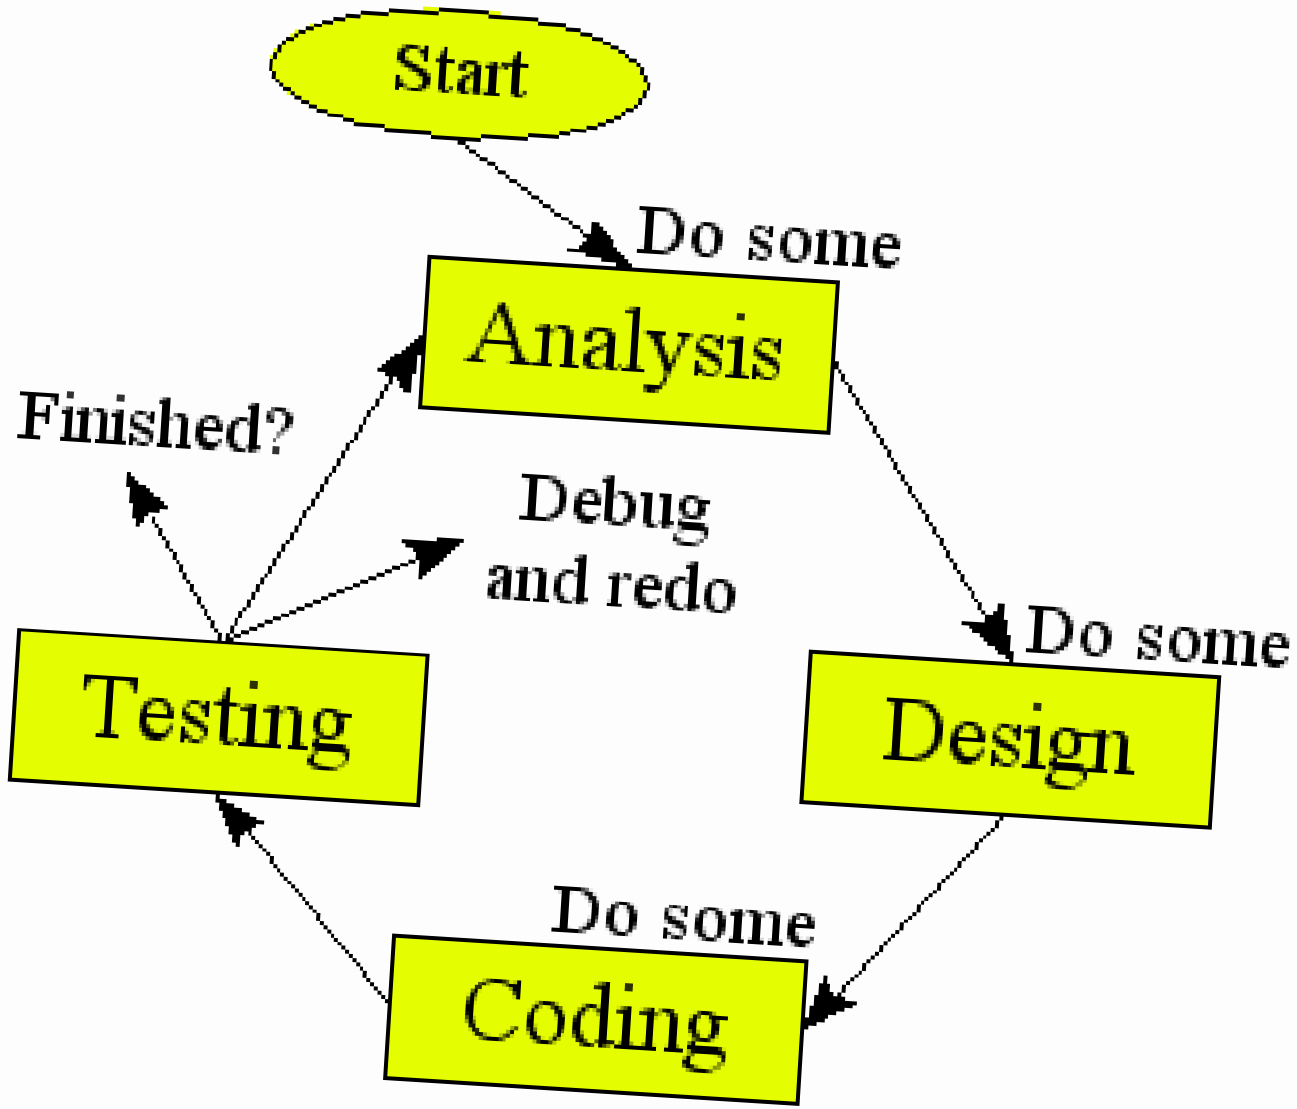 Start
Do some
Analysis
Finished?
Debug
and redo
Do some
Testing
Design
Do some
Coding